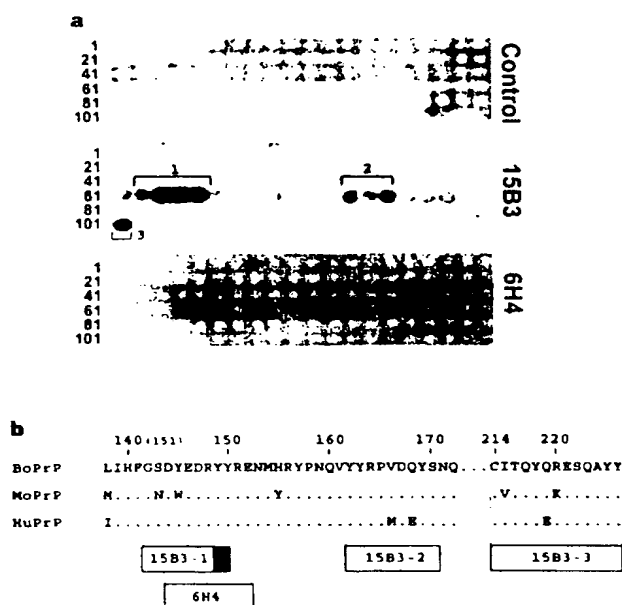 a
1
21
41
61
81
101
Control
1
21
41
61
81
101
1
2
3
15B3
1
21
41
61
81
101
6H4
b
140 (151) 150 160 170 214 220
BoPrP LIHFGSDYEDRYYRENMHRYPNQVYYRPVDQYSNQ...CITQYQRESQAYY
MoPrP M....N.W.........Y................. .V....E......
HuPrP I...........................M.E.... .....E.......
15B3-1 15B3-2 15B3-3
6H4